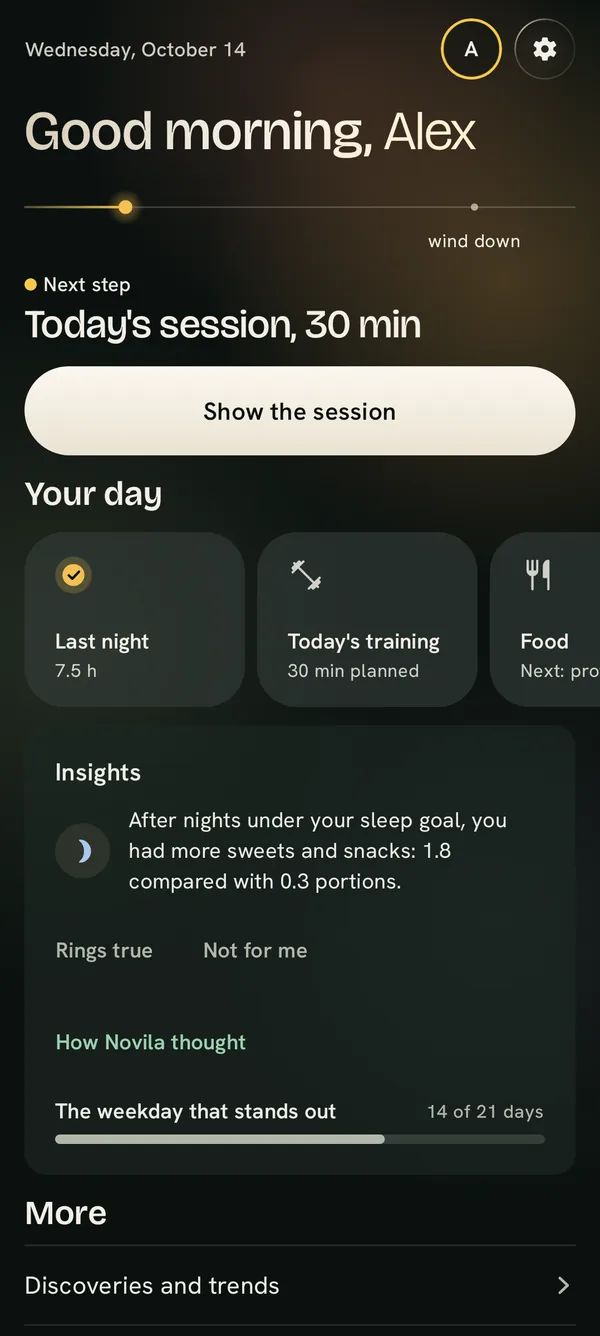 Wednesday, October 14
A
Good morning, Alex
wind down
Next step
Today's session, 30 min
Show the session
Your day
Last night
7.5 h
Today's training
30 min planned
Food
Next: pro
Insights
After nights under your sleep goal, you
had more sweets and snacks: 1.8
compared with 0.3 portions.
Rings true
Not for me
How Novila thought
The weekday that stands out
14 of 21 days
More
Discoveries and trends